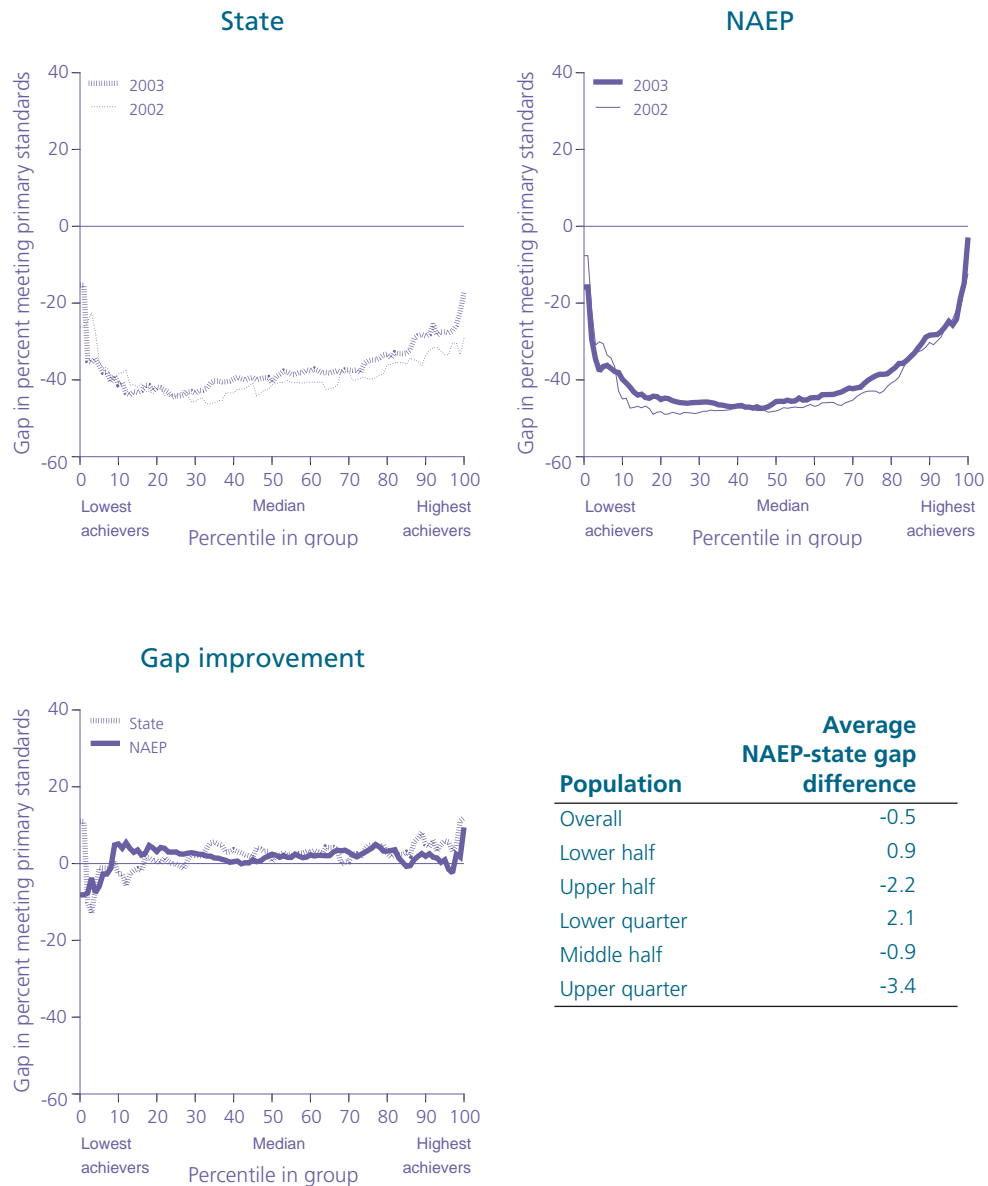 State
Gap in percent meeting primary standards
40
20
0
-20
-40
-60
2003
2002
0 10 20 30 40 50 60 70 80 90 100
Lowest achievers
Median
Highest achievers
Percentile in group
NAEP
Gap in percent meeting primary standards
40
20
0
-20
-40
-60
2003
2002
0 10 20 30 40 50 60 70 80 90 100
Lowest achievers
Median
Highest achievers
Percentile in group
Gap improvement
Gap in percent meeting primary standards
40
20
0
-20
-40
-60
State
NAEP
0 10 20 30 40 50 60 70 80 90 100
Lowest achievers
Median
Highest achievers
Percentile in group
Population Average NAEP-state gap difference
Overall -0.5
Lower half 0.9
Upper half -2.2
Lower quarter 2.1
Middle half -0.9
Upper quarter -3.4